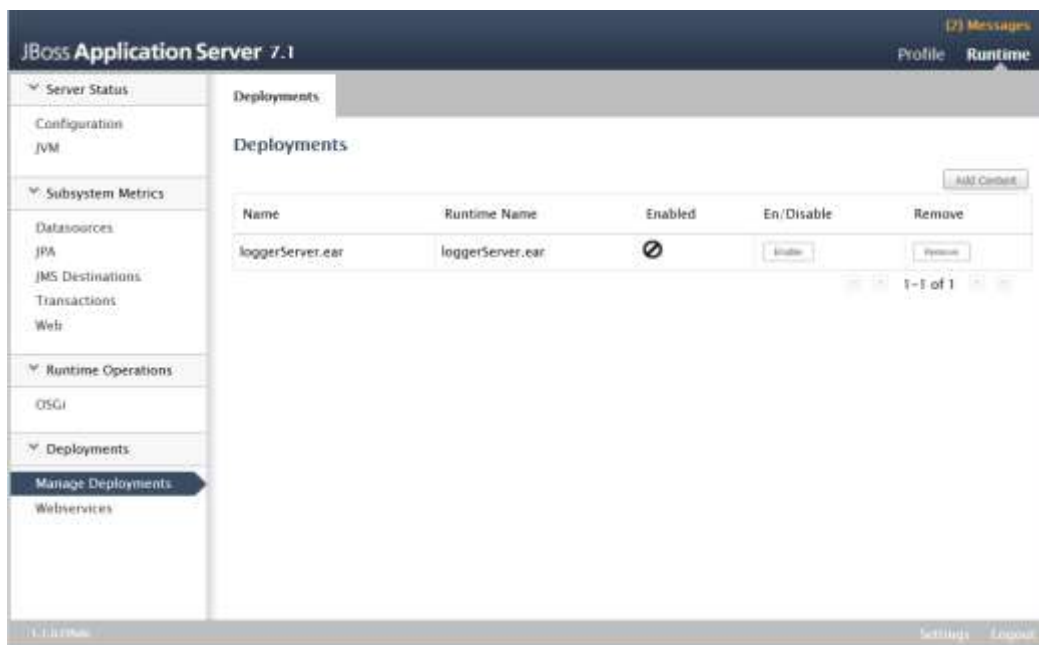 (2) Messages
JBoss Application Server 7.1
Profile Runtime
Server Status
Configuration
JVM
Subsystem Metrics
Datasources
JPA
JMS Destinations
Transactions
Web
Runtime Operations
OSGi
Deployments
Manage Deployments
Webservices
Deployments
Deployments
Add Content
Name Runtime Name Enabled En/Disable Remove
loggerServer.ear loggerServer.ear Enable Remove
1-1 of 1
Settings Logout